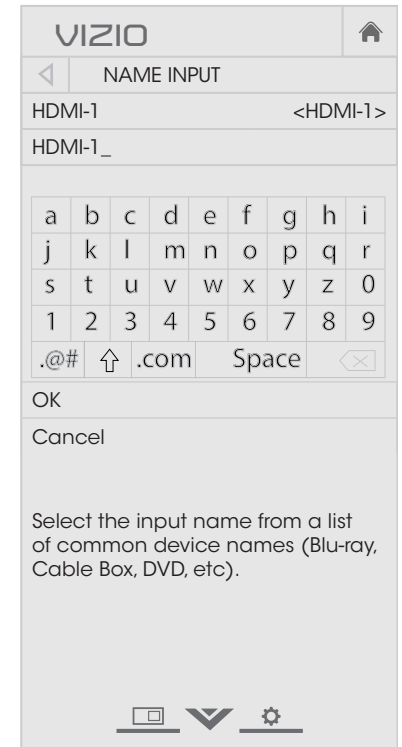 VIZIO
NAME INPUT
HDMI-1 <HDMI-1>
HDMI-1_
a b c d e f g h i
j k l m n o p q r
s t u v w x y z 0
1 2 3 4 5 6 7 8 9
.@# .com Space
OK
Cancel
Select the input name from a list
of common device names (Blu-ray,
Cable Box, DVD, etc).